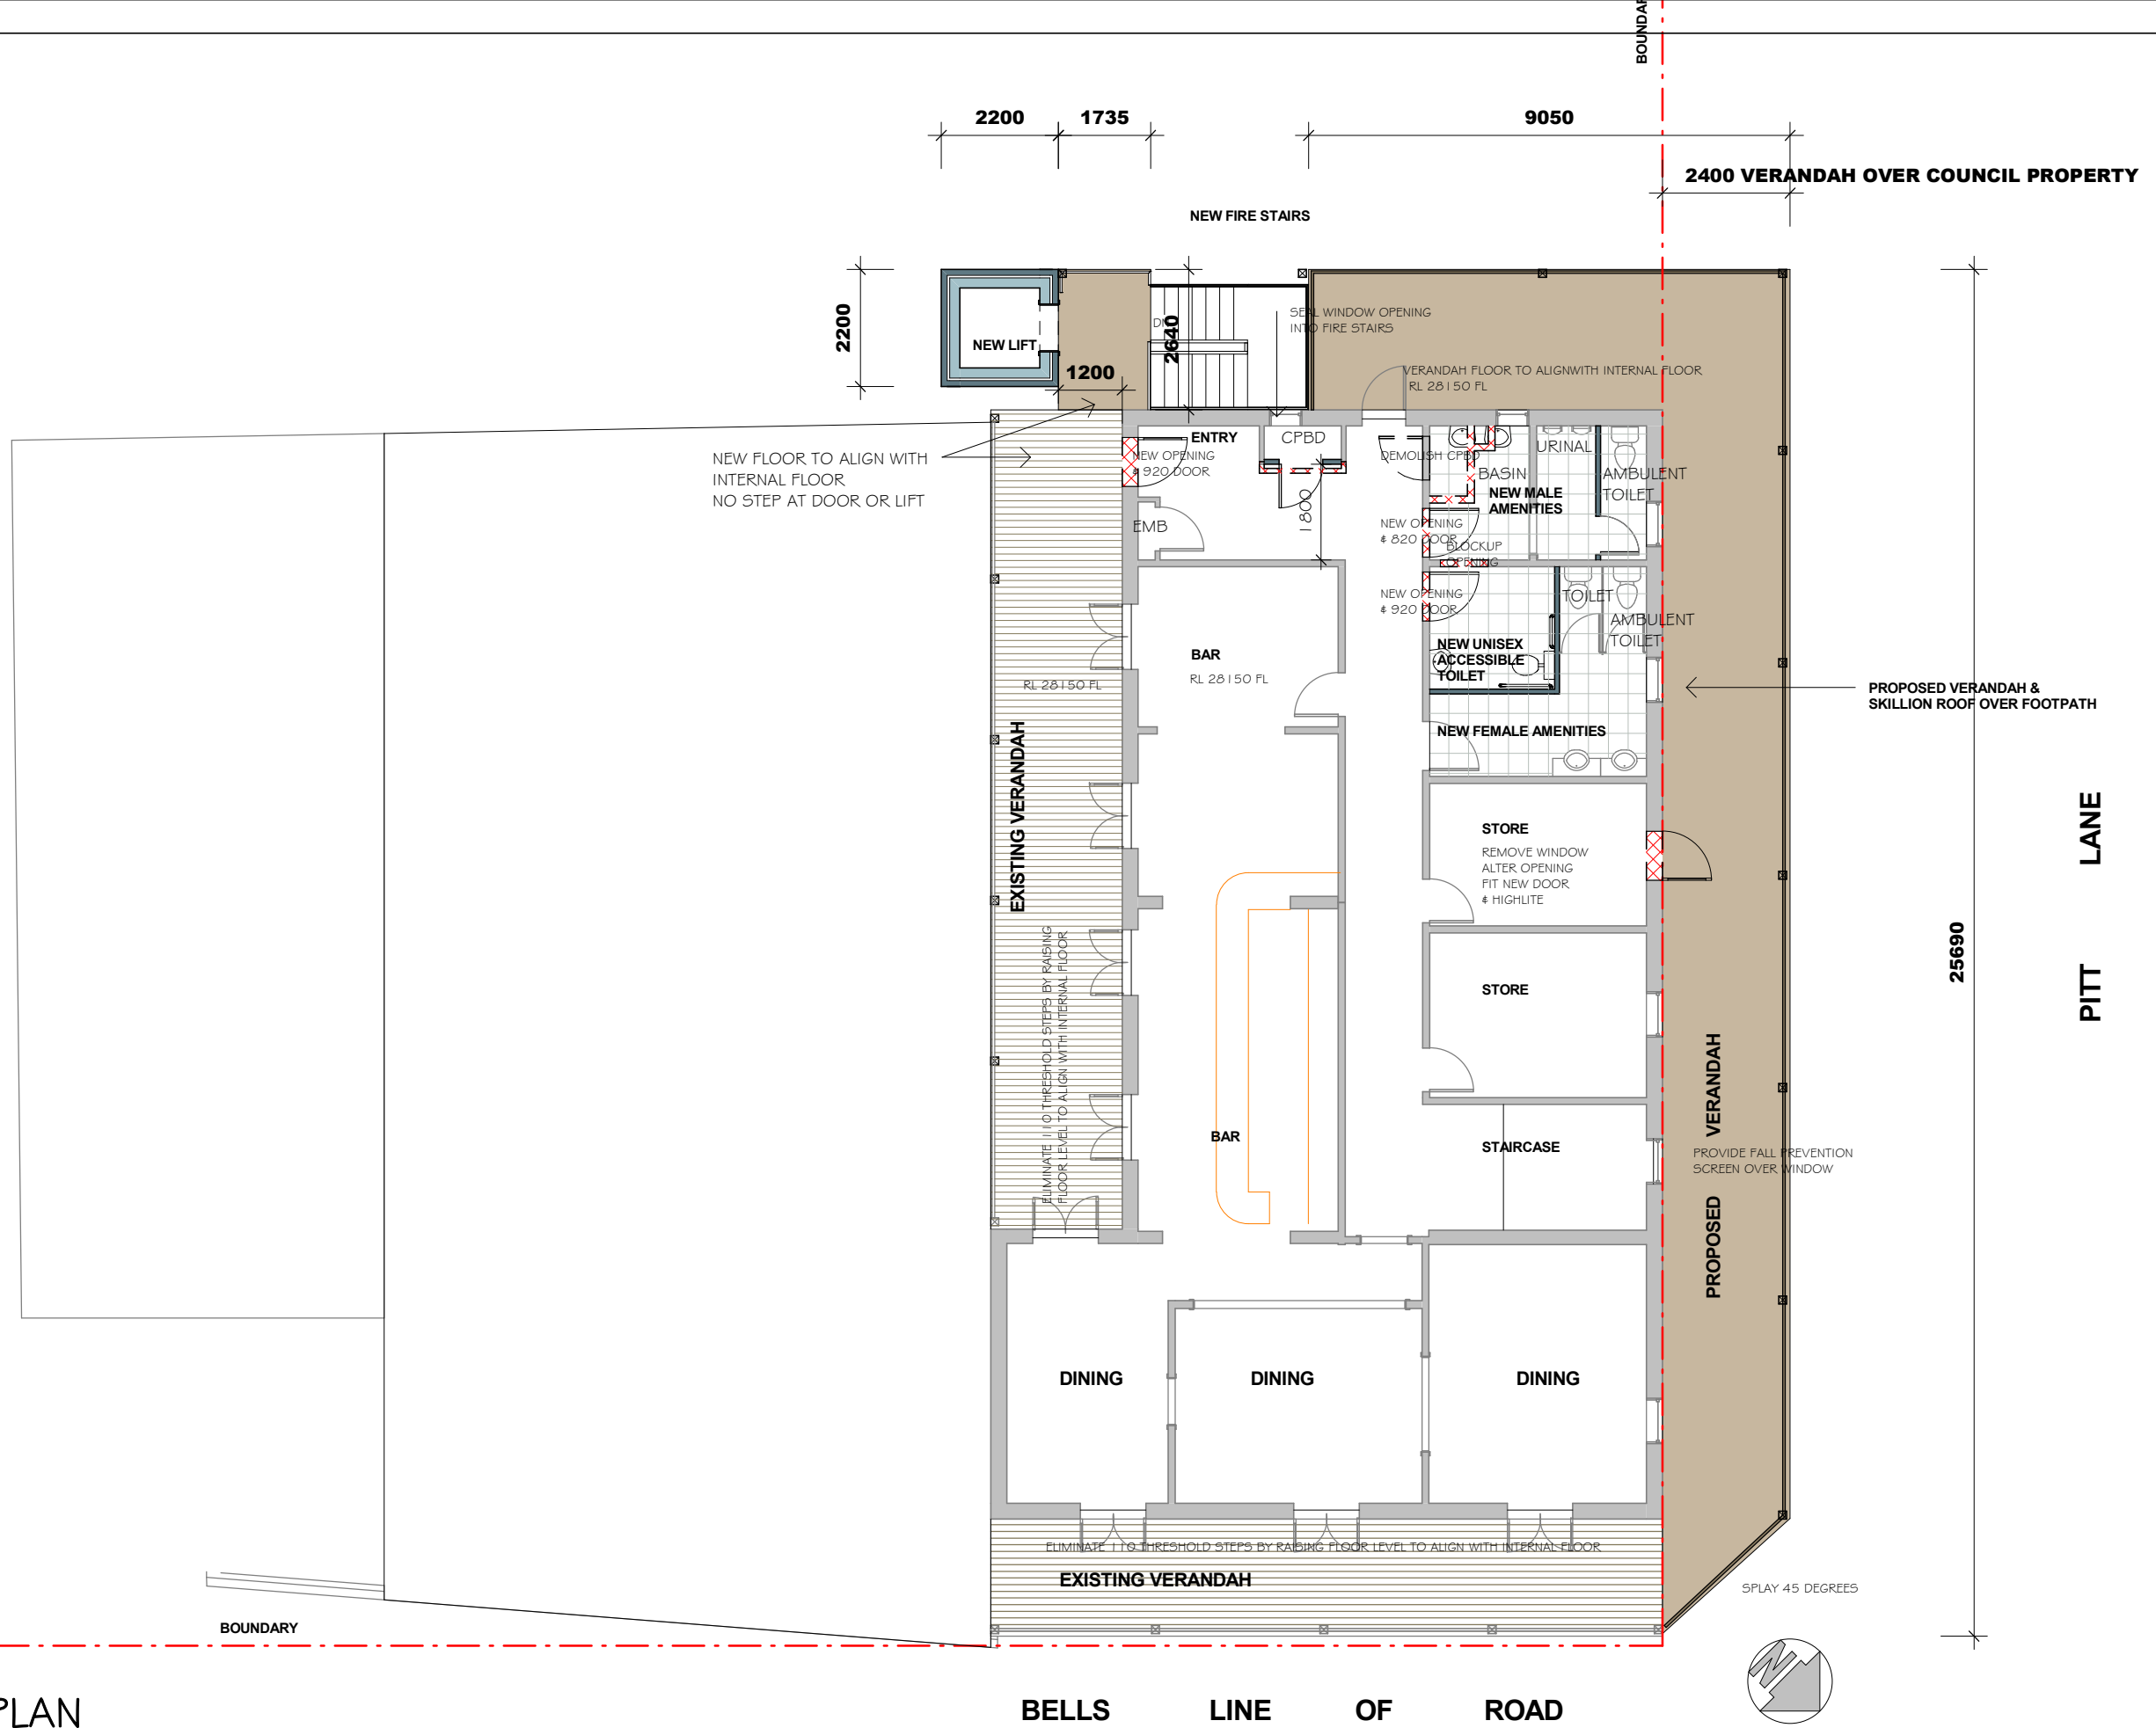 BOUNDARY
2200
1735
9050
2400 VERANDAH OVER COUNCIL PROPERTY
NEW FIRE STAIRS
2200
NEW LIFT
DN
2640
SEAL WINDOW OPENING
INTO FIRE STAIRS
1200
VERANDAH FLOOR TO ALIGNWITH INTERNAL FLOOR
RL 28150 FL
NEW FLOOR TO ALIGN WITH
INTERNAL FLOOR
NO STEP AT DOOR OR LIFT
ENTRY
NEW OPENING
& 920 DOOR
CPBD
DEMOLISH CPBD
BASIN
URINAL
AMBULENT
TOILET
NEW MALE
AMENITIES
EMB
1800
NEW OPENING
& 820 DOOR
BLOCKUP
OPENING
NEW OPENING
& 920 DOOR
TOILET
AMBULENT
TOILET
NEW UNISEX
ACCESSIBLE
TOILET
BAR
RL 28150 FL
RL 28150 FL
NEW FEMALE AMENITIES
PROPOSED VERANDAH &
SKILLION ROOF OVER FOOTPATH
EXISTING VERANDAH
STORE
REMOVE WINDOW
ALTER OPENING
FIT NEW DOOR
& HIGHLITE
PITT LANE
25690
ELIMINATE 110 THRESHOLD STEPS BY RAISING
FLOOR LEVEL TO ALIGN WITH INTERNAL FLOOR
STORE
BAR
STAIRCASE
PROPOSED VERANDAH
PROVIDE FALL PREVENTION
SCREEN OVER WINDOW
DINING
DINING
DINING
ELIMINATE 110 THRESHOLD STEPS BY RAISING FLOOR LEVEL TO ALIGN WITH INTERNAL FLOOR
EXISTING VERANDAH
SPLAY 45 DEGREES
BOUNDARY
N
PLAN
BELLS LINE OF ROAD